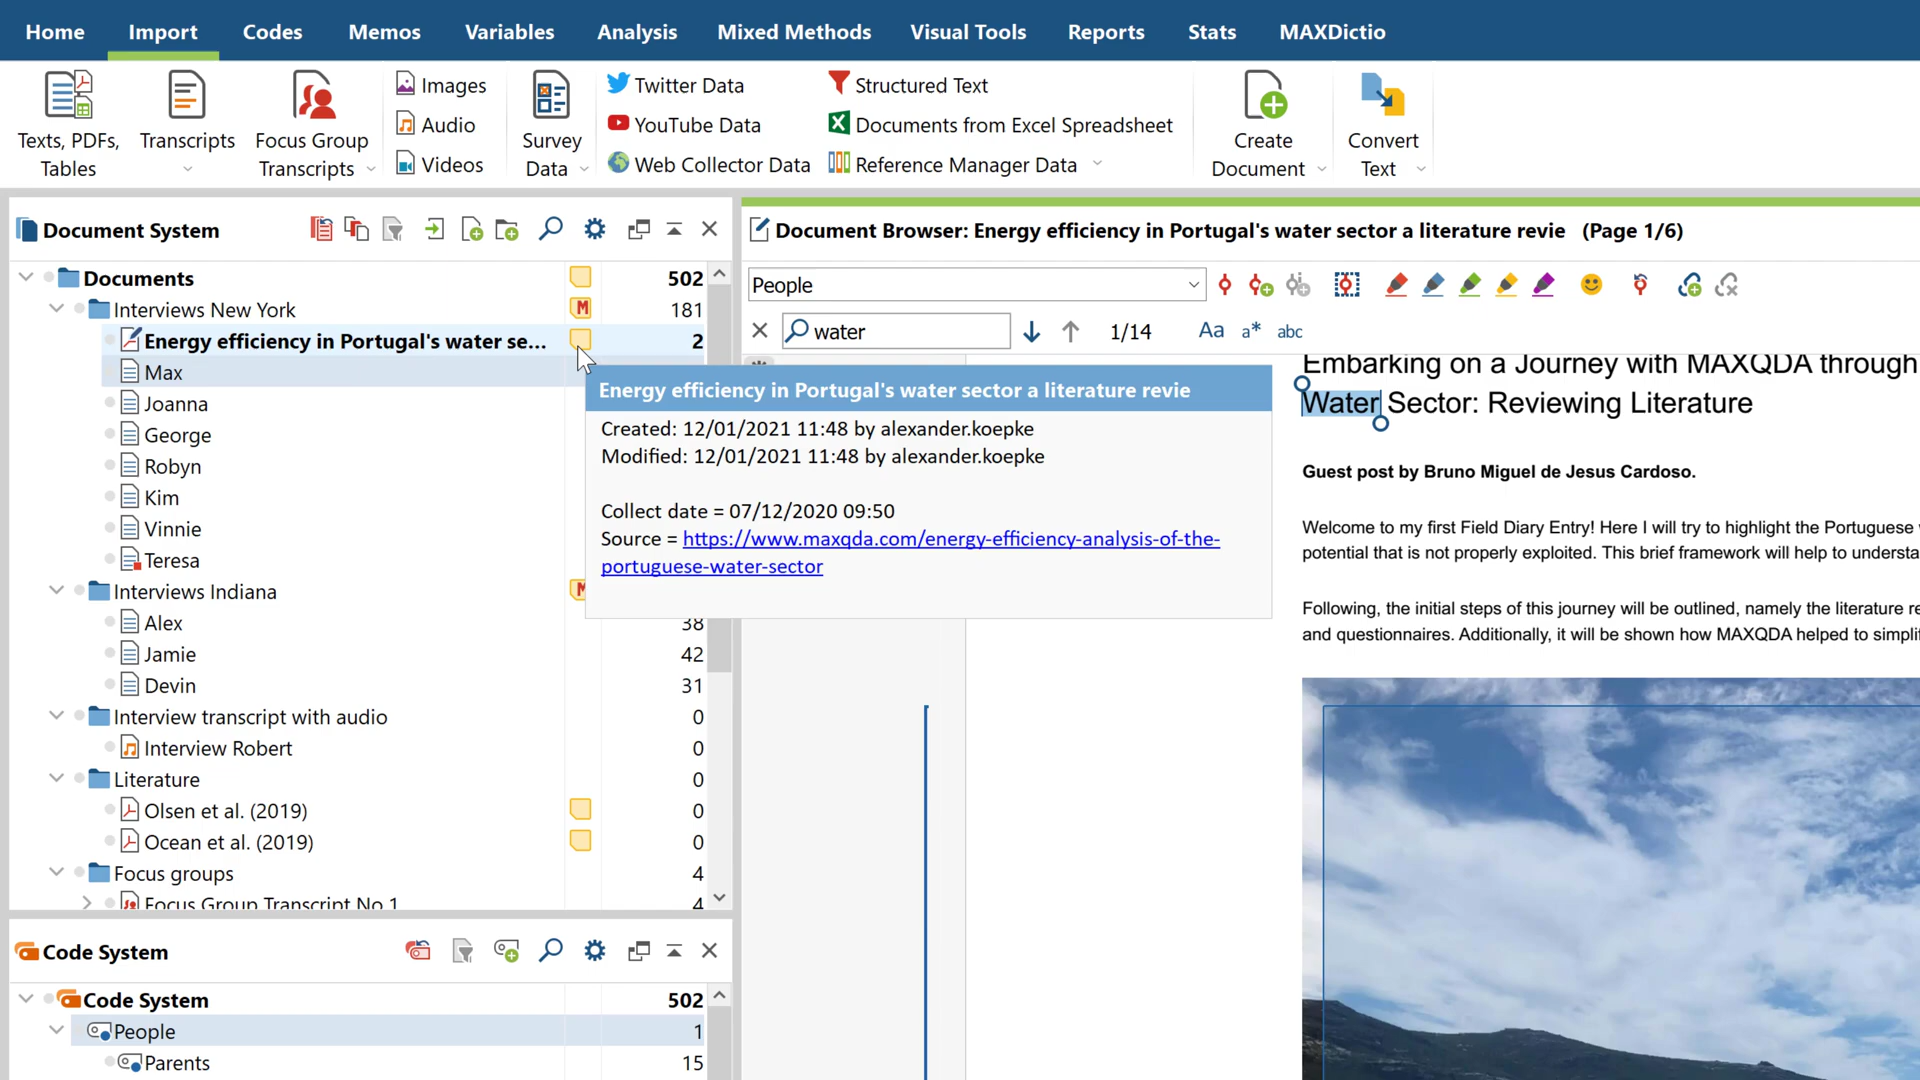 Home Import Codes Memos Variables Analysis Mixed Methods Visual Tools Reports Stats MAXDictio
Texts, PDFs,
Tables
Transcripts
Focus Group
Transcripts
Images
Audio
Videos
Survey
Data
Twitter Data
YouTube Data
Web Collector Data
Structured Text
Documents from Excel Spreadsheet
Reference Manager Data
Create
Document
Convert
Text
Document System
Documents 502
Interviews New York M 181
Energy efficiency in Portugal's water se... 2
Max
Joanna
George
Robyn
Kim
Vinnie
Teresa
Interviews Indiana M
Alex 38
Jamie 42
Devin 31
Interview transcript with audio 0
Interview Robert 0
Literature 0
Olsen et al. (2019) 0
Ocean et al. (2019) 0
Focus groups 4
Focus Group Transcript No 1 4
Code System
Code System 502
People 1
Parents 15
Document Browser: Energy efficiency in Portugal's water sector a literature revie (Page 1/6)
People
water 1/14 Aa a* abc
Energy efficiency in Portugal's water sector a literature revie
Created: 12/01/2021 11:48 by alexander.koepke
Modified: 12/01/2021 11:48 by alexander.koepke
Collect date = 07/12/2020 09:50
Source = https://www.maxqda.com/energy-efficiency-analysis-of-the-
portuguese-water-sector
Embarking on a Journey with MAXQDA through
Water Sector: Reviewing Literature
Guest post by Bruno Miguel de Jesus Cardoso.
Welcome to my first Field Diary Entry! Here I will try to highlight the Portuguese
potential that is not properly exploited. This brief framework will help to understa
Following, the initial steps of this journey will be outlined, namely the literature re
and questionnaires. Additionally, it will be shown how MAXQDA helped to simplif